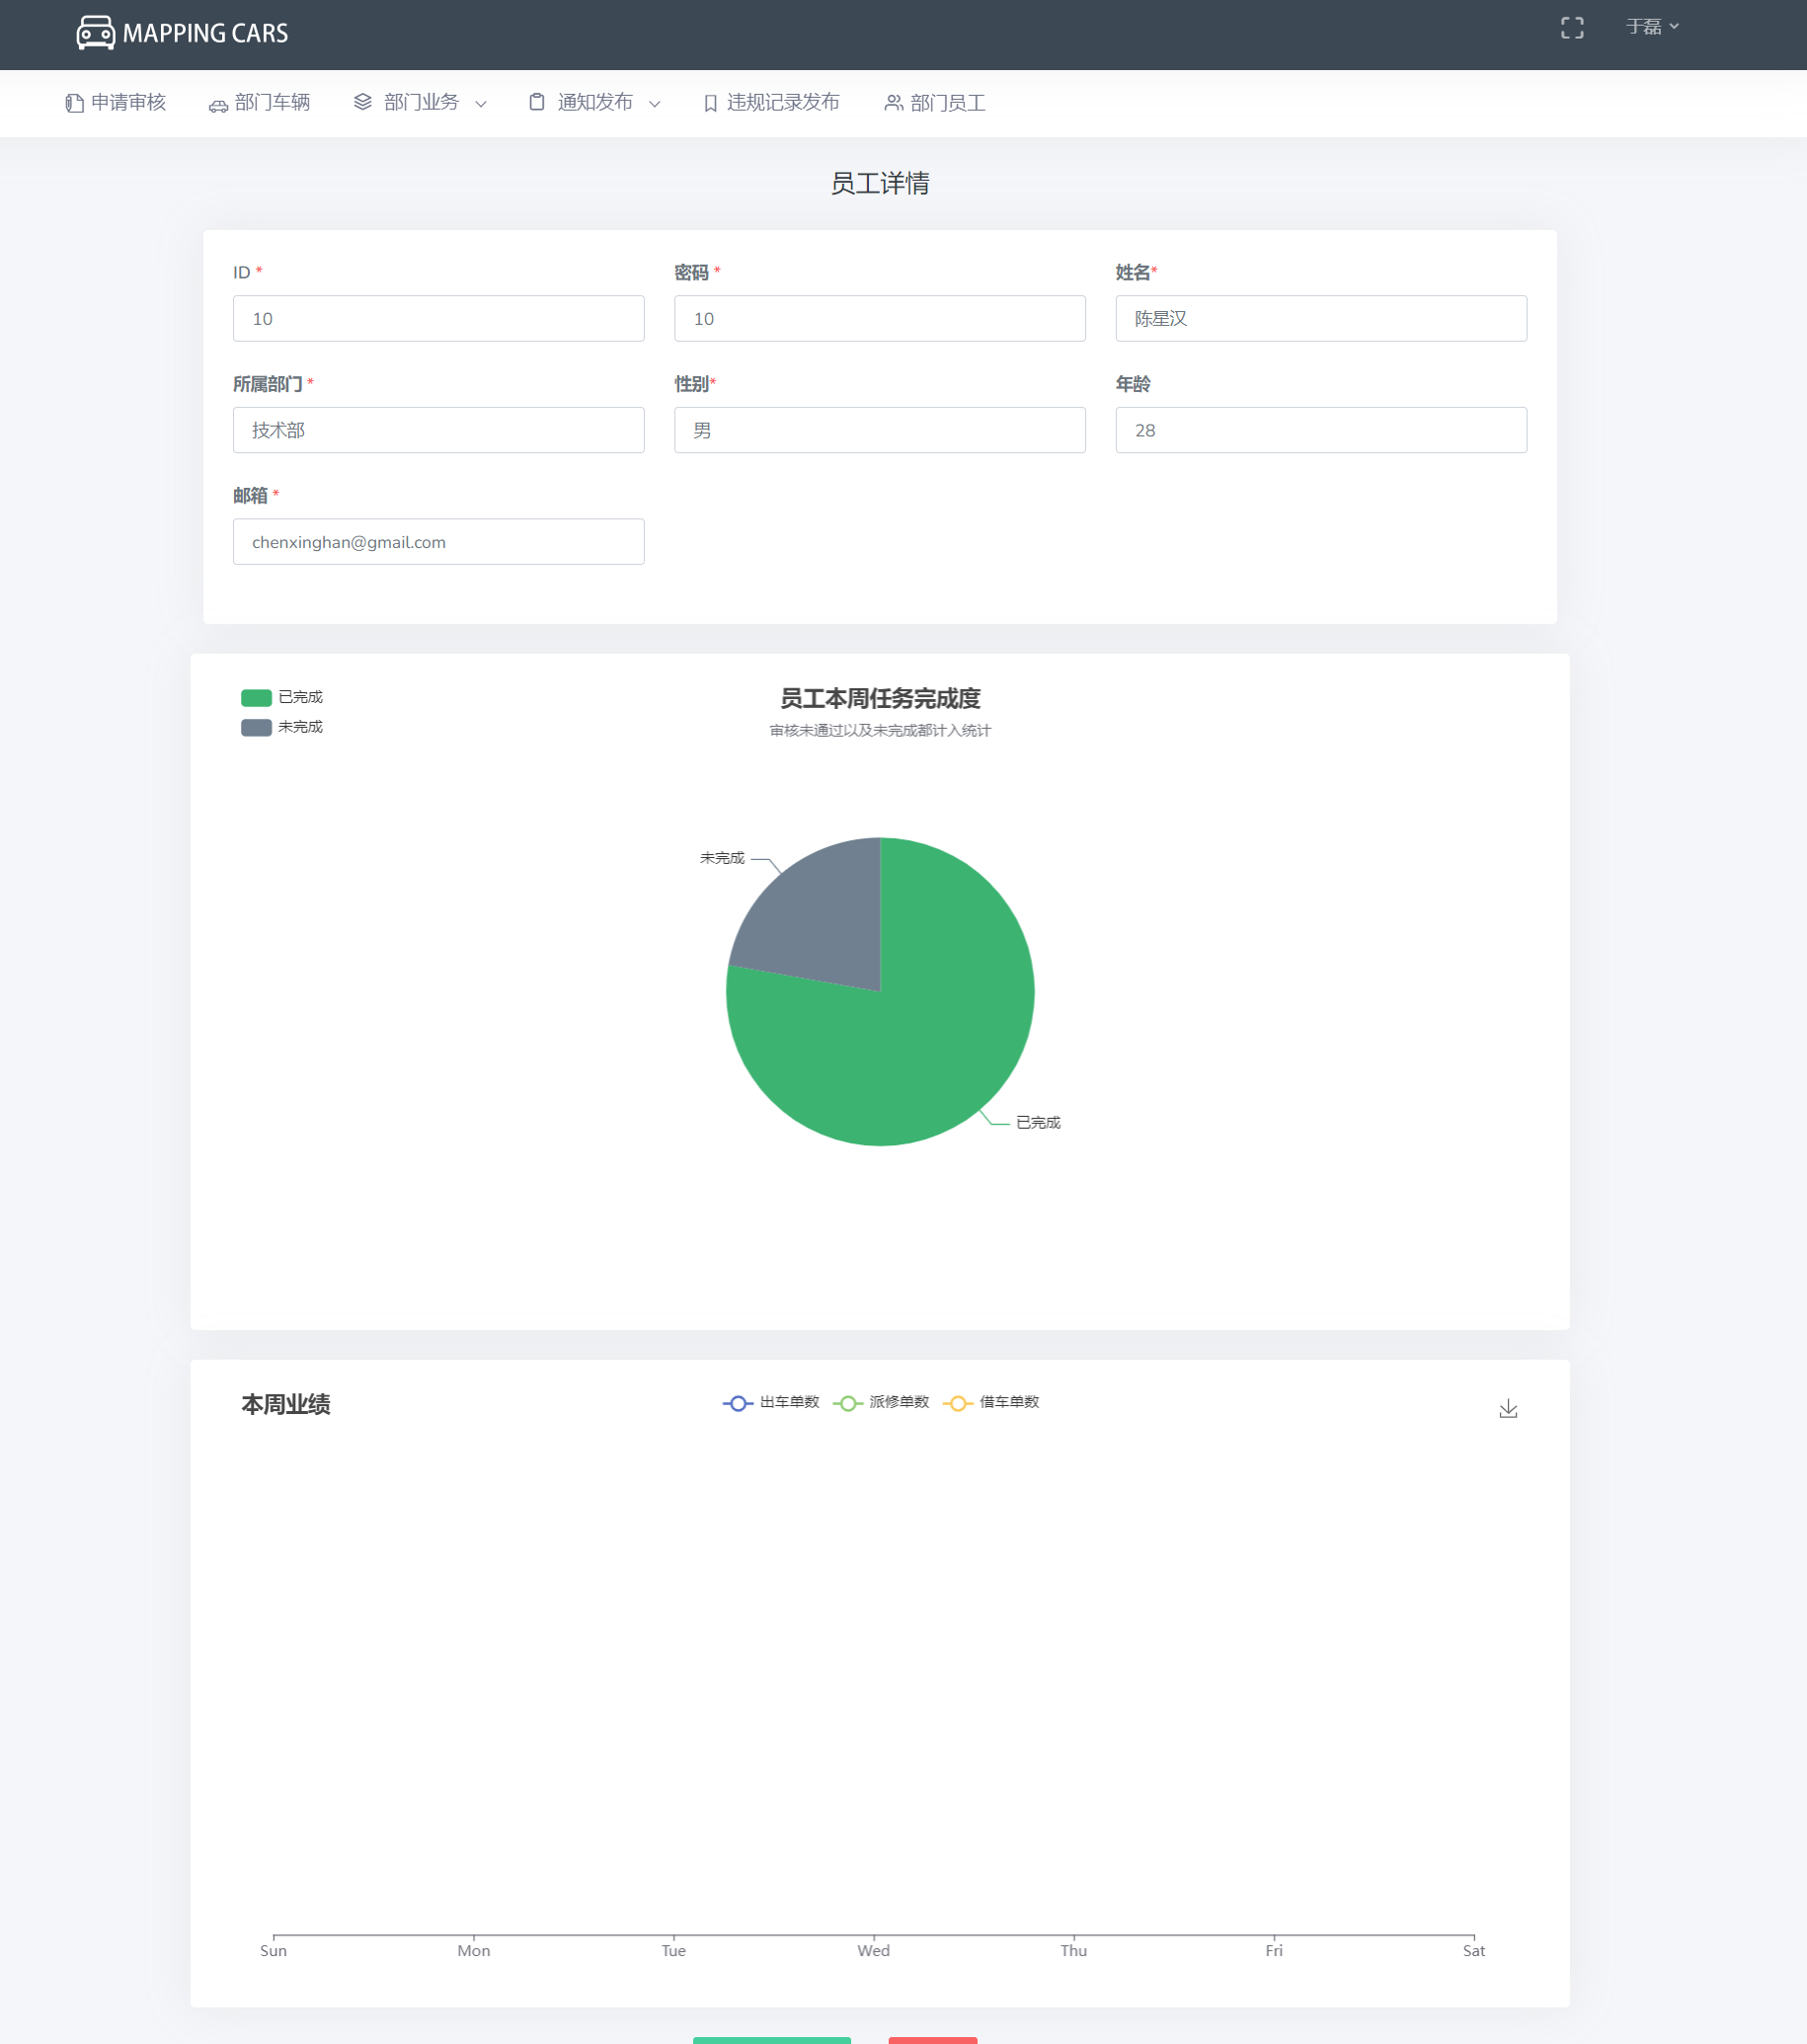 MAPPING CARS
于磊
申请审核 部门车辆 部门业务 通知发布 违规记录发布 部门员工
员工详情
ID * 密码 * 姓名*
10 10 陈星汉
所属部门 * 性别* 年龄
技术部 男 28
邮箱 *
chenxinghan@gmail.com
已完成
未完成
员工本周任务完成度
审核未通过以及未完成都计入统计
未完成
已完成
本周业绩
出车单数 派修单数 借车单数
Sun Mon Tue Wed Thu Fri Sat